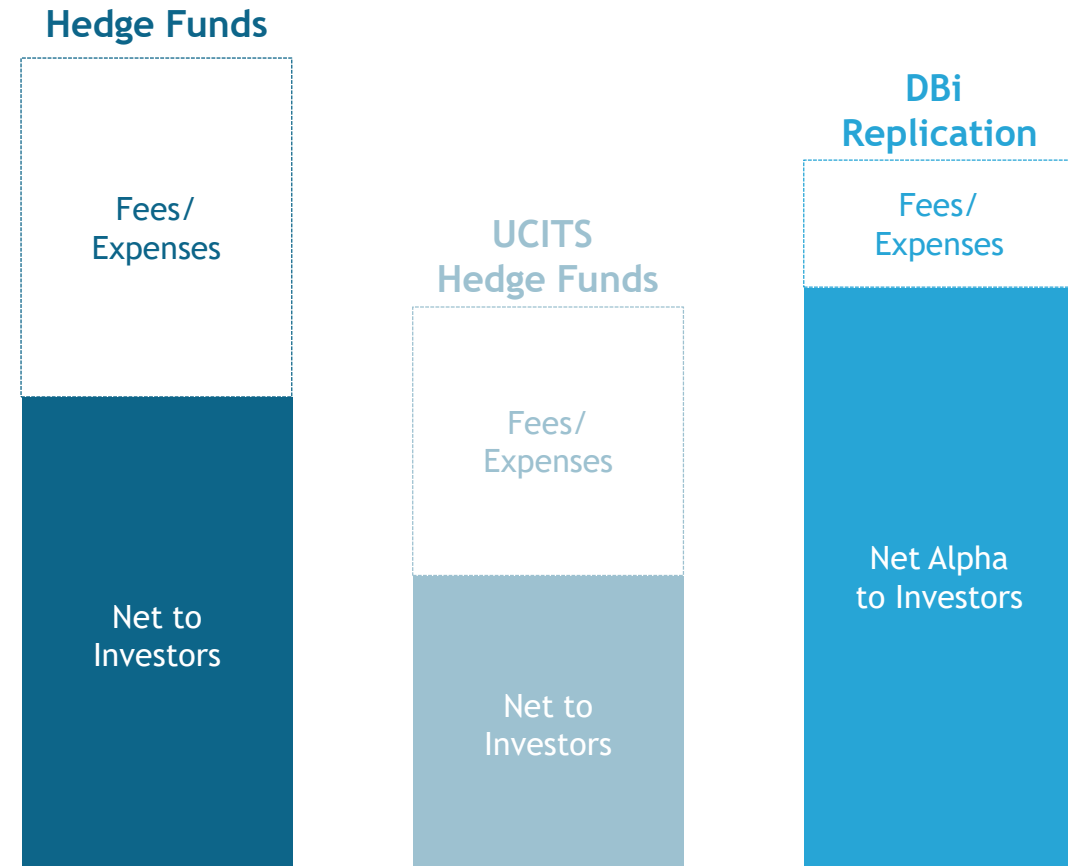 Hedge Funds
Fees/
Expenses
Net to
Investors
UCITS
Hedge Funds
Fees/
Expenses
Net to
Investors
DBi
Replication
Fees/
Expenses
Net Alpha
to Investors